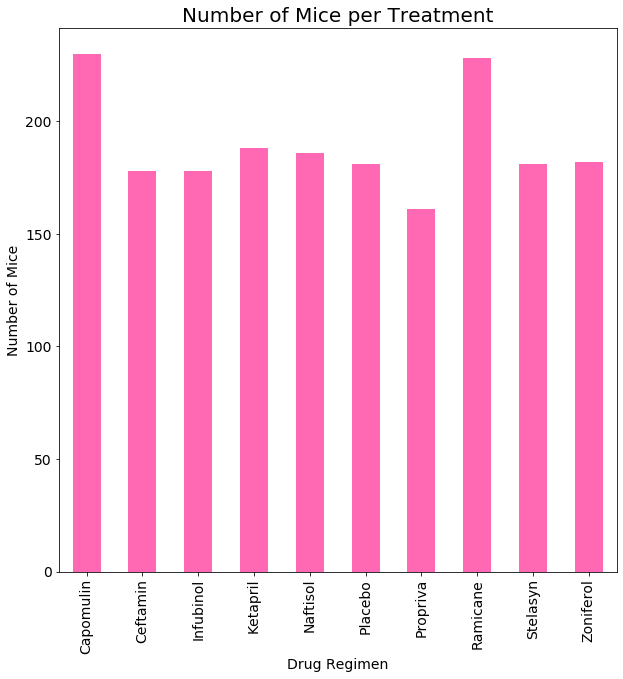 Number of Mice per Treatment
Number of Mice
200
150
100
50
0
Capomulin
Ceftamin
Infubinol
Ketapril
Naftisol
Placebo
Propriva
Ramicane
Stelasyn
Zoniferol
Drug Regimen